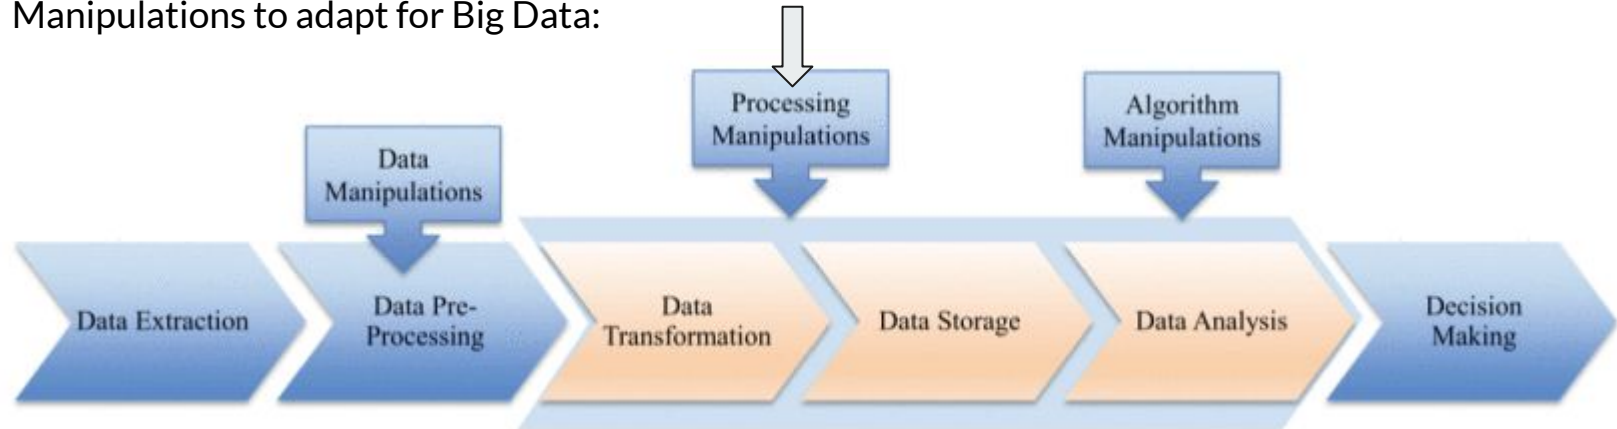 Manipulations to adapt for Big Data:
Processing
Manipulations
Algorithm
Manipulations
Data
Manipulations
Data Extraction
Data Pre-
Processing
Data
Transformation
Data Storage
Data Analysis
Decision
Making